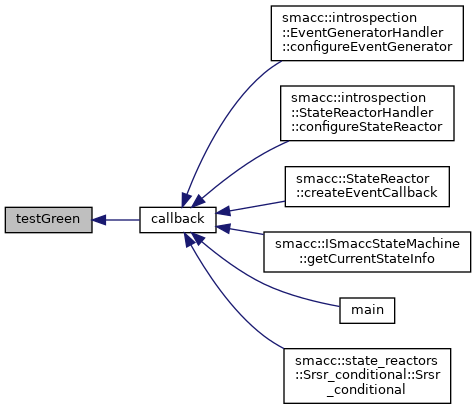 testGreen
callback
smacc::introspection
::EventGeneratorHandler
::configureEventGenerator
smacc::introspection
::StateReactorHandler
::configureStateReactor
smacc::StateReactor
::createEventCallback
smacc::ISmaccStateMachine
::getCurrentStateInfo
main
smacc::state_reactors
::Srsr_conditional::Srsr
_conditional